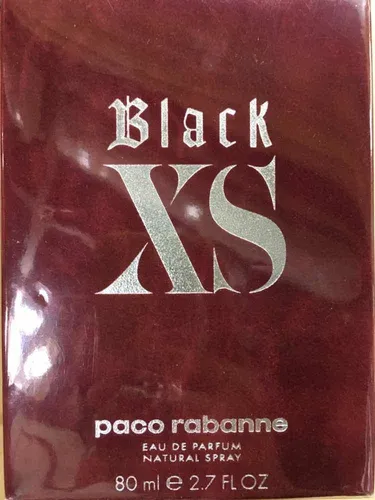 Black
XS
paco rabanne
EAU DE PARFUM
NATURAL SPRAY
80 ml ℮ 2.7 FL OZ